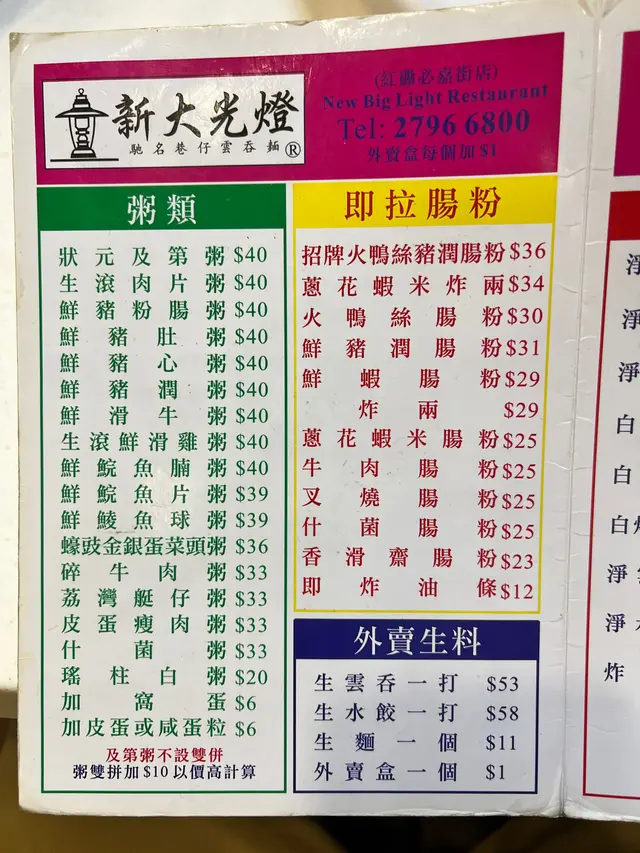 新大光燈
馳名巷仔雲吞麵®
(紅磡必嘉街店)
New Big Light Restaurant
Tel: 2796 6800
外賣盒每個加 $1
粥類
狀元及第粥 $40
生滾肉片粥 $40
鮮豬粉腸粥 $40
鮮豬肚粥 $40
鮮豬心粥 $40
鮮豬潤粥 $40
鮮滑牛粥 $40
生滾鮮滑雞粥 $40
鮮鯇魚腩粥 $40
鮮鯇魚片粥 $39
鮮鯪魚球粥 $39
蠔豉金銀蛋菜頭粥 $36
碎牛肉粥 $33
荔灣艇仔粥 $33
皮蛋瘦肉粥 $33
什菌粥 $33
瑤柱白粥 $20
加窩蛋 $6
加皮蛋或咸蛋粒 $6
及第粥不設雙併
粥雙拼加 $10 以價高計算
即拉腸粉
招牌火鴨絲豬潤腸粉 $36
蔥花蝦米炸兩 $34
火鴨絲腸粉 $30
鮮豬潤腸粉 $31
鮮蝦腸粉 $29
炸兩 $29
蔥花蝦米腸粉 $25
牛肉腸粉 $25
叉燒腸粉 $25
什菌腸粉 $25
香滑齋腸粉 $23
即炸油條 $12
外賣生料
生雲吞一打 $53
生水餃一打 $58
生麵一個 $11
外賣盒一個 $1
淨
淨
淨
白
白
白
淨
淨
炸